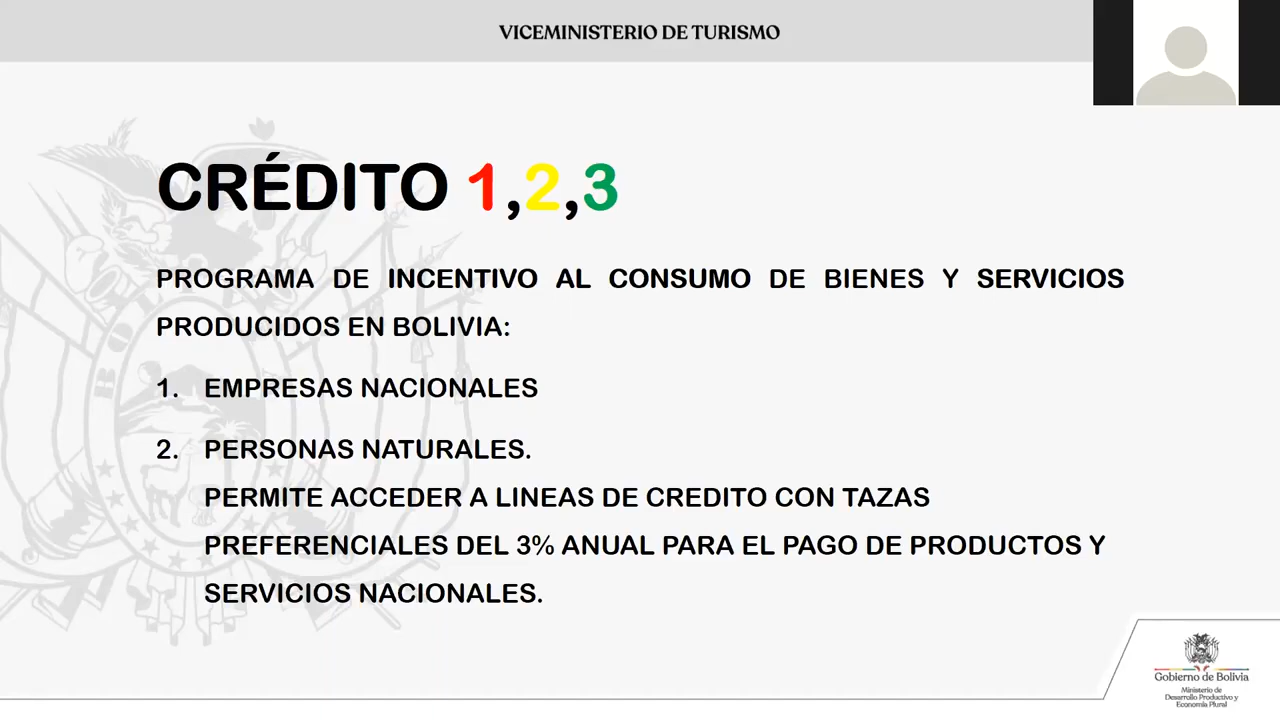 VICEMINISTERIO DE TURISMO
CRÉDITO 1,2,3
PROGRAMA DE INCENTIVO AL CONSUMO DE BIENES Y SERVICIOS
PRODUCIDOS EN BOLIVIA:
1. EMPRESAS NACIONALES
2. PERSONAS NATURALES.
PERMITE ACCEDER A LINEAS DE CREDITO CON TAZAS
PREFERENCIALES DEL 3% ANUAL PARA EL PAGO DE PRODUCTOS Y
SERVICIOS NACIONALES.
Gobierno de Bolivia
Ministerio de
Desarrollo Productivo y
Economía Plural